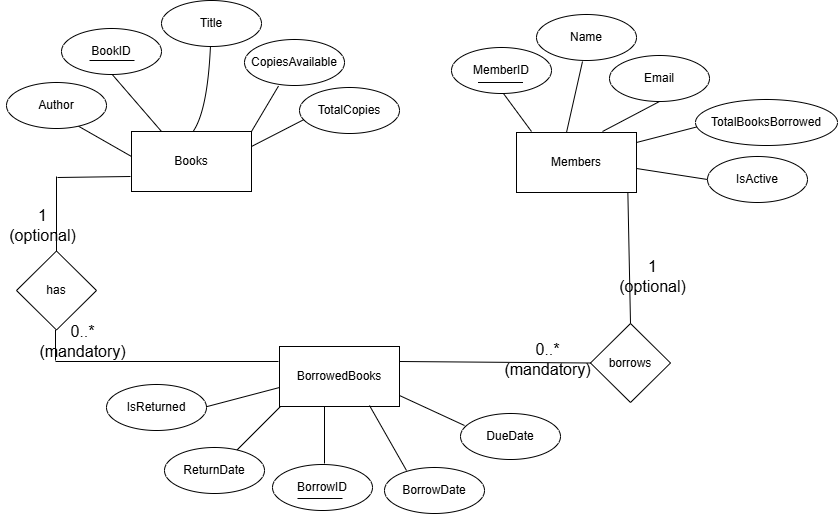 Title
Name
BookID
CopiesAvailable
MemberID
Email
Author
TotalCopies
TotalBooksBorrowed
Books
Members
IsActive
1
(optional)
1
(optional)
has
0..*
(mandatory)
0..*
(mandatory)
borrows
BorrowedBooks
IsReturned
DueDate
ReturnDate
BorrowID
BorrowDate